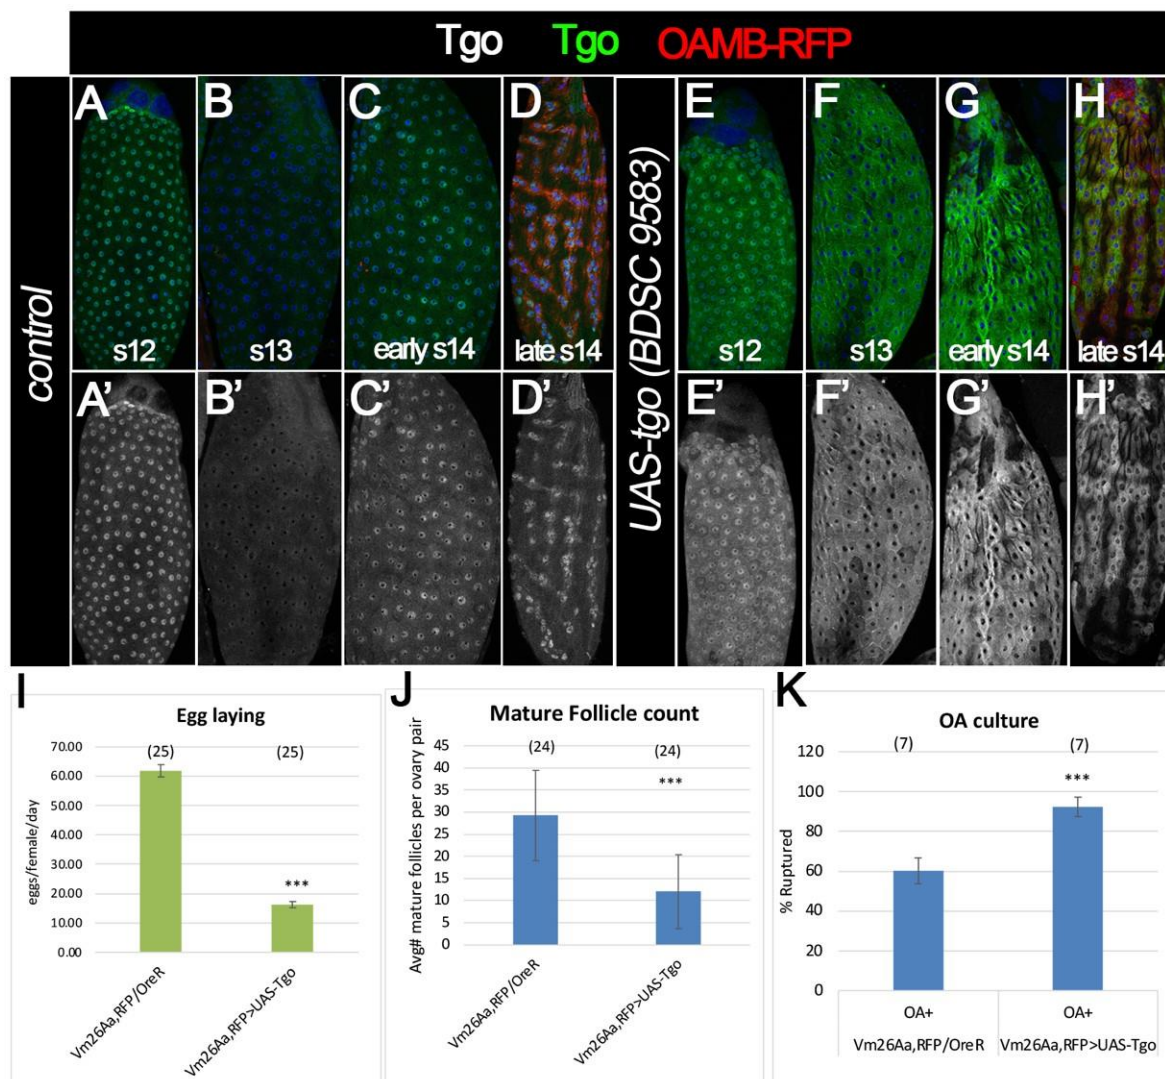 Tgo Tgo OAMB-RFP
control
A B C D
s12 s13 early s14 late s14
A' B' C' D'
UAS-tgo (BDSC 9583)
E F G H
s12 s13 early s14 late s14
E' F' G' H'
I
Egg laying
(25) (25)
70.00
60.00
50.00
40.00
30.00
20.00
10.00
0.00
eggs/female/day
***
Vm26Aa,RFP/OreR
Vm26Aa,RFP>UAS-Tgo
J
Mature Follicle count
(24) (24)
45
40
35
30
25
20
15
10
5
0
Avg# mature follicles per ovary pair
***
Vm26Aa,RFP/OreR
Vm26Aa,RFP>UAS-Tgo
K
OA culture
(7) (7)
120
100
80
60
40
20
0
% Ruptured
***
OA+ OA+
Vm26Aa,RFP/OreR Vm26Aa,RFP>UAS-Tgo